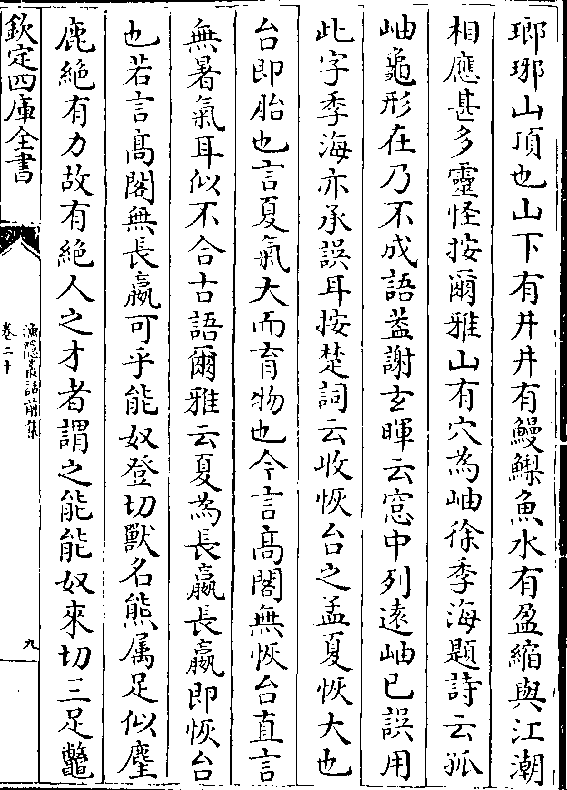 瑯琊山頂也山下有井井有鰻鱺魚水有盈縮與江潮
相應甚多靈怪按爾雅山有穴為岫徐季海題詩云孤
岫龜形在乃不成語葢謝玄暉云窓中列逺岫已誤用
此字季海亦承誤耳按楚詞云收恢台之孟夏恢大也
台即胎也言夏氣大而育物也今言髙閣無恢台直言
無暑氣耳似不合古語爾雅云夏為長嬴長嬴即恢台
也若言髙閣無長嬴可乎能奴登切獸名熊属足似麈
鹿絶有力故有絶人之才者謂之能能奴來切三足鼈
欽定四庫全書
漁隠叢話前集
卷二十
九